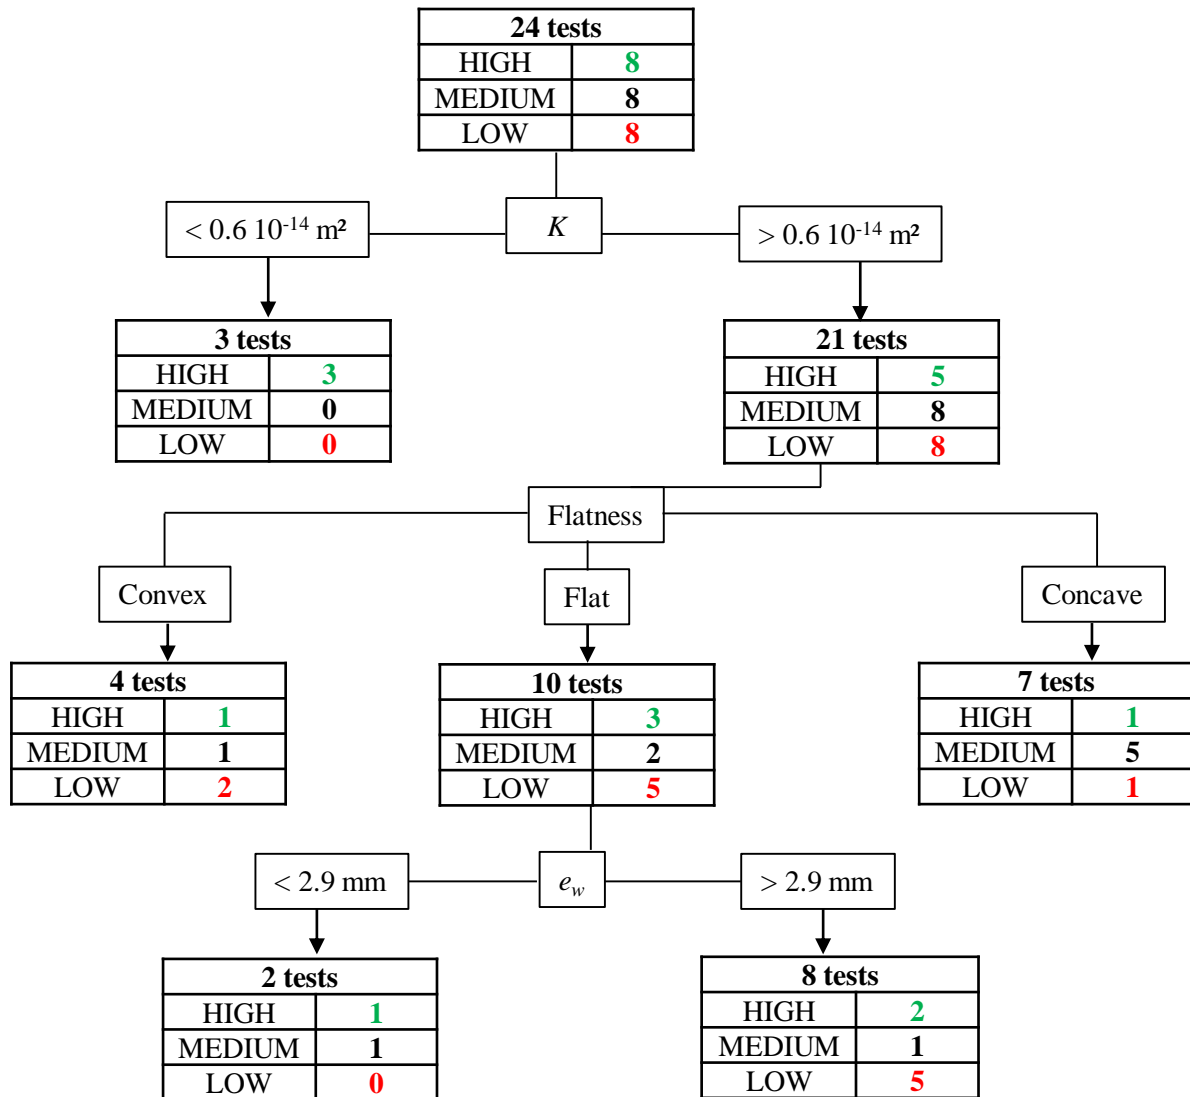 24 tests
HIGH 8
MEDIUM 8
LOW 8
< 0.6 10⁻¹⁴ m²
K
> 0.6 10⁻¹⁴ m²
3 tests
HIGH 3
MEDIUM 0
LOW 0
21 tests
HIGH 5
MEDIUM 8
LOW 8
Flatness
Convex
Flat
Concave
4 tests
HIGH 1
MEDIUM 1
LOW 2
10 tests
HIGH 3
MEDIUM 2
LOW 5
7 tests
HIGH 1
MEDIUM 5
LOW 1
< 2.9 mm
e_w
> 2.9 mm
2 tests
HIGH 1
MEDIUM 1
LOW 0
8 tests
HIGH 2
MEDIUM 1
LOW 5